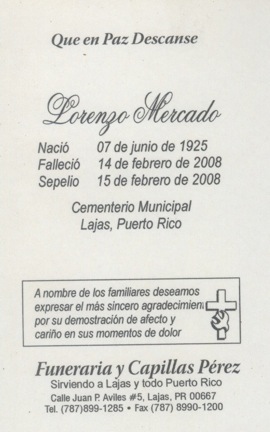 Que en Paz Descanse
Lorenzo Mercado
Nació 07 de junio de 1925
Falleció 14 de febrero de 2008
Sepelio 15 de febrero de 2008
Cementerio Municipal
Lajas, Puerto Rico
A nombre de los familiares deseamos
expresar el más sincero agradecimien
por su demostración de afecto y
cariño en sus momentos de dolor
Funeraria y Capillas Pérez
Sirviendo a Lajas y todo Puerto Rico
Calle Juan P. Aviles #5, Lajas, PR 00667
Tel. (787)899-1285 • Fax (787) 8990-1200